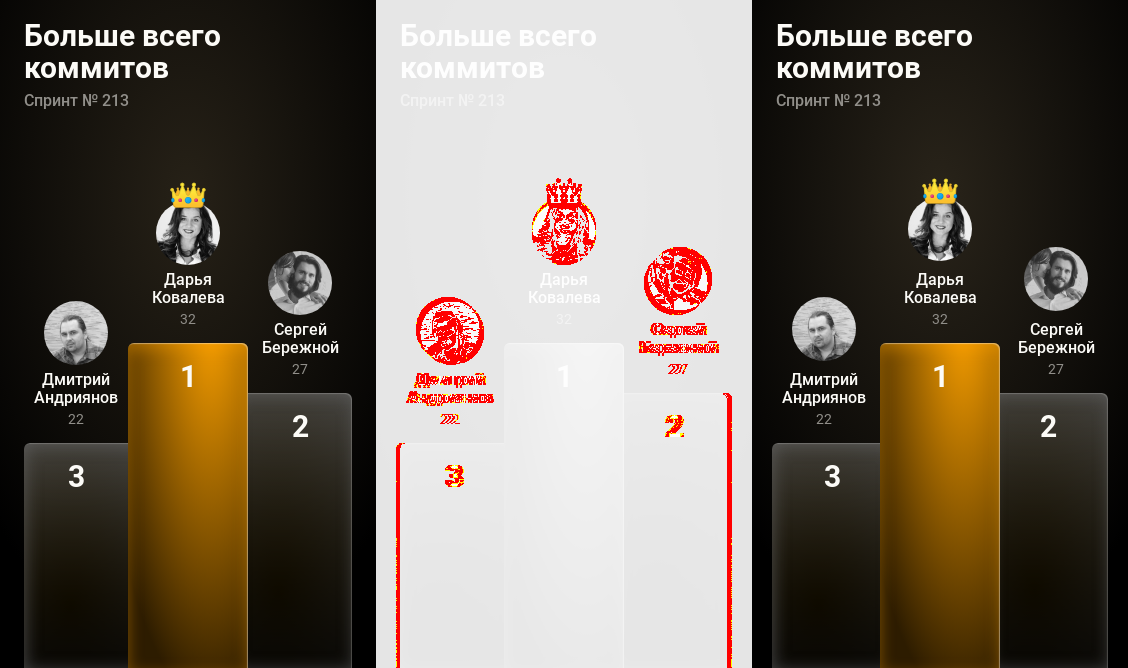 Больше всего
коммитов
Спринт № 213
Дарья
Ковалева
32
Сергей
Бережной
27
Дмитрий
Андриянов
22
1
2
3
Больше всего
коммитов
Спринт № 213
Дарья
Ковалева
32
1
2
3
Больше всего
коммитов
Спринт № 213
Дарья
Ковалева
32
Сергей
Бережной
27
Дмитрий
Андриянов
22
1
2
3